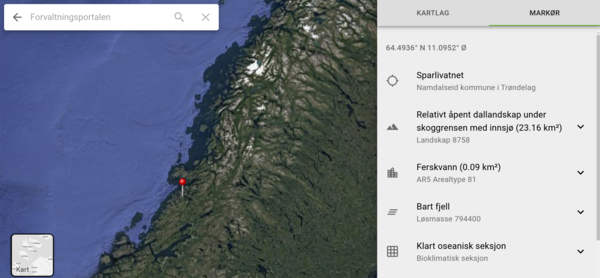 Forvaltningsportalen
KARTLAG
MARKØR
64.4936° N 11.0952° Ø
Sparlivatnet
Namdalseid kommune i Trøndelag
Relativt åpent dallandskap under
skoggrensen med innsjø (23.16 km²)
Landskap 8758
Ferskvann (0.09 km²)
AR5 Arealtype 81
Bart fjell
Løsmasse 794400
Klart oseanisk seksjon
Bioklimatisk seksjon
Kart